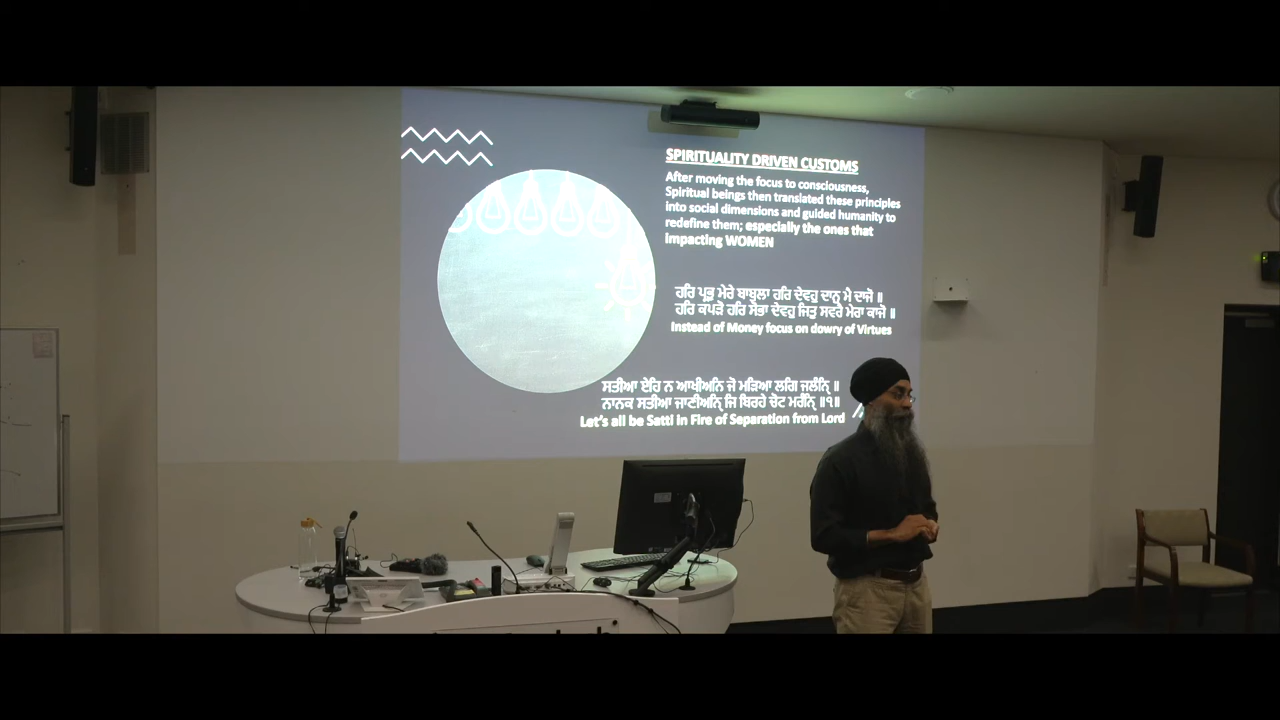 SPIRITUALITY DRIVEN CUSTOMS
After moving the focus to consciousness,
Spiritual beings then translated these principles
into social dimensions and guided humanity to
redefine them; especially the ones that
impacting WOMEN
ਹਰਿ ਪ੍ਰਭੂ ਮੇਰੇ ਬਾਬੁਲਾ ਹਰਿ ਦੇਵਹੁ ਦਾਨੁ ਮੈ ਦਾਜੋ ॥
ਹਰਿ ਕਪੜੋ ਹਰਿ ਸੋਭਾ ਦੇਵਹੁ ਜਿਤੁ ਸਵਰੈ ਮੇਰਾ ਕਾਜੋ ॥
Instead of Money focus on dowry of Virtues
ਸਤੀਆ ਏਹਿ ਨ ਆਖੀਅਨਿ ਜੋ ਮੜਿਆ ਲਗਿ ਜਲੰਨ੍ਹਿ ॥
ਨਾਨਕ ਸਤੀਆ ਜਾਣੀਅਨ੍ਹਿ ਜਿ ਬਿਰਹੇ ਚੋਟ ਮਰੰਨ੍ਹਿ ॥੧॥
Let's all be Satti in Fire of Separation from Lord